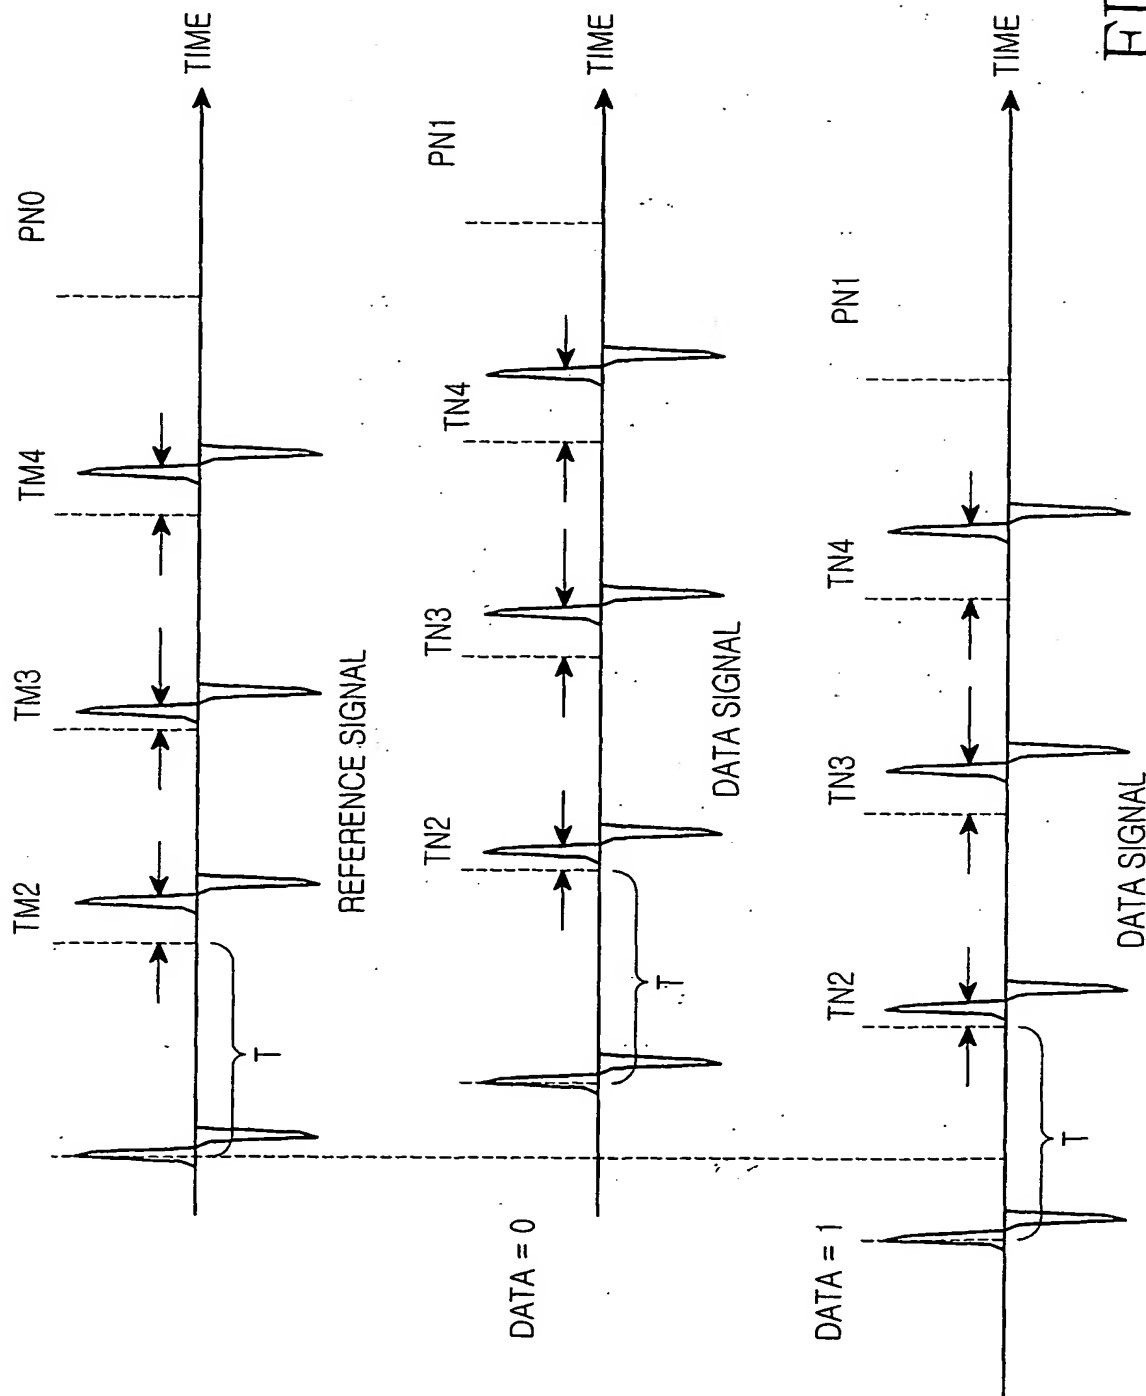 PN0
TM2 TM3 TM4
TIME
T
REFERENCE SIGNAL
DATA = 0
PN1
TN2 TN3 TN4
TIME
T
DATA SIGNAL
DATA = 1
PN1
TN2 TN3 TN4
TIME
T
DATA SIGNAL